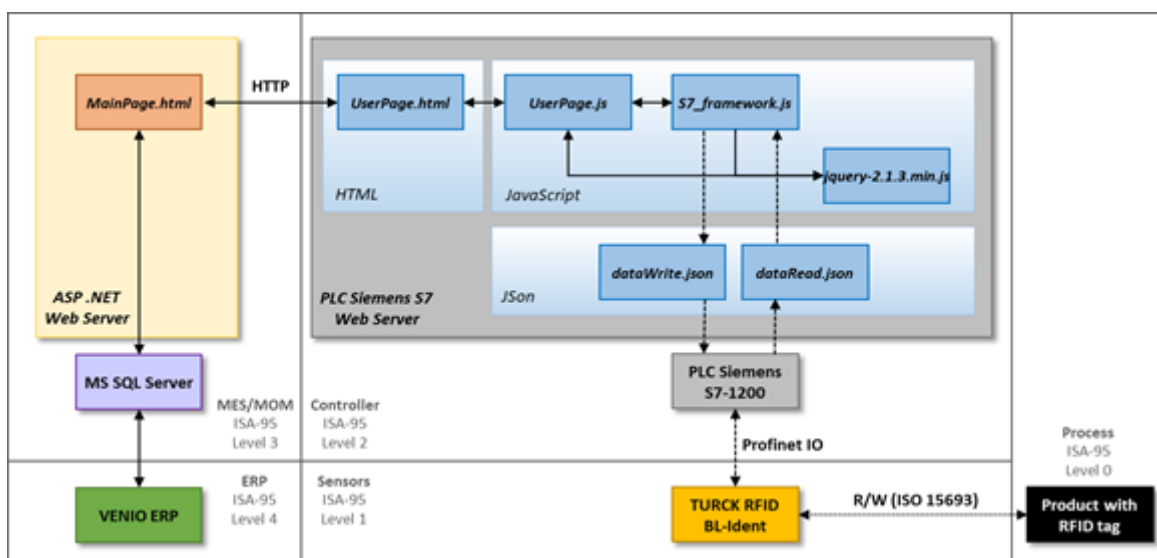 HTTP
MainPage.html
UserPage.html
UserPage.js
S7_framework.js
jquery-2.1.3.min.js
HTML
JavaScript
dataWrite.json
dataRead.json
JSon
ASP .NET
Web Server
PLC Siemens S7
Web Server
MS SQL Server
PLC Siemens
S7-1200
MES/MOM
ISA-95
Level 3
Controller
ISA-95
Level 2
Profinet IO
Process
ISA-95
Level 0
VENIO ERP
ERP
ISA-95
Level 4
Sensors
ISA-95
Level 1
TURCK RFID
BL-Ident
R/W (ISO 15693)
Product with
RFID tag